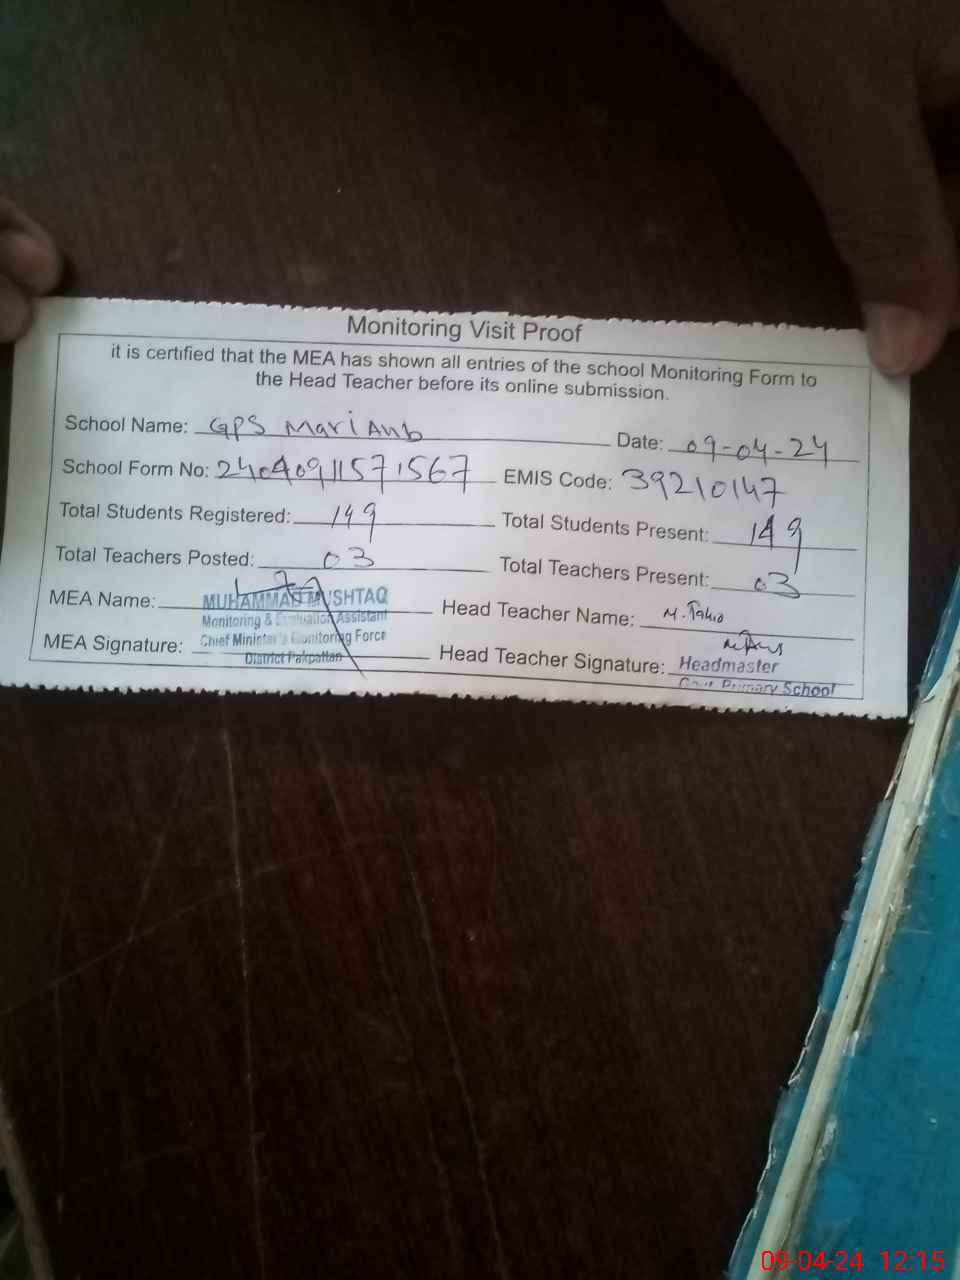 Monitoring Visit Proof
it is certified that the MEA has shown all entries of the school Monitoring Form to
the Head Teacher before its online submission.
School Name: GPS Mari Anb Date: 09-04-24
School Form No: 24040911571567 EMIS Code: 39210147
Total Students Registered: 149 Total Students Present: 149
Total Teachers Posted: 03 Total Teachers Present: 03
MEA Name: MUHAMMAD MUSHTAQ Head Teacher Name: M. Tahir
Monitoring & Evaluation Assistant
MEA Signature: Chief Minister's Monitoring Force Head Teacher Signature: Headmaster
District Pakpattan Govt Primary School
09-04-24 12:15